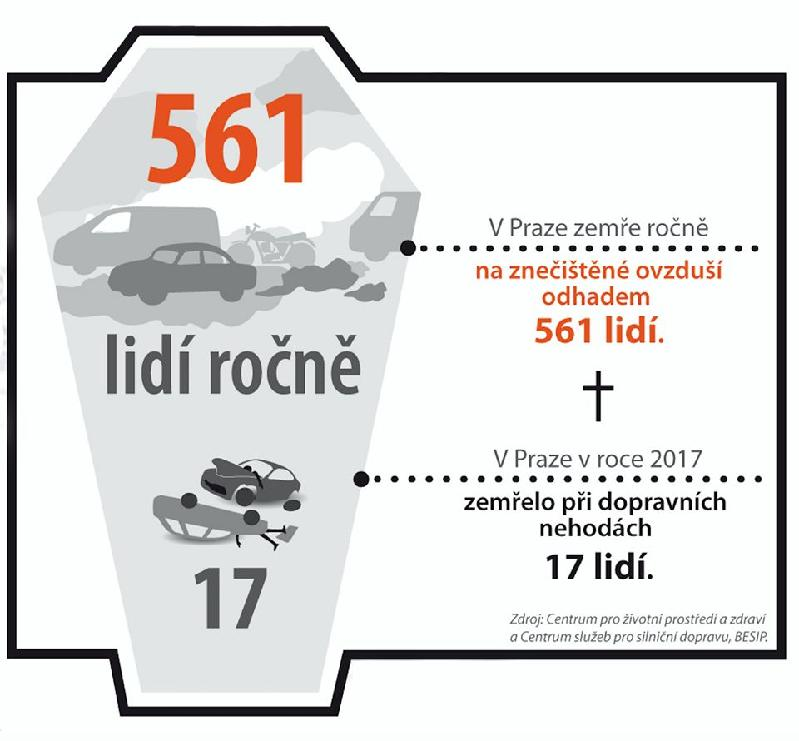 561
lidí ročně
17
V Praze zemře ročně
na znečištěné ovzduší
odhadem
561 lidí.
V Praze v roce 2017
zemřelo při dopravních
nehodách
17 lidí.
Zdroj: Centrum pro životní prostředí a zdraví
a Centrum služeb pro silniční dopravu, BESIP.